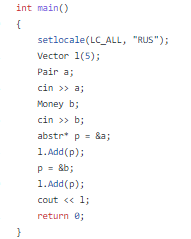 int main()
{
setlocale(LC_ALL, "RUS");
Vector l(5);
Pair a;
cin >> a;
Money b;
cin >> b;
abstr* p = &a;
l.Add(p);
p = &b;
l.Add(p);
cout << l;
return 0;
}